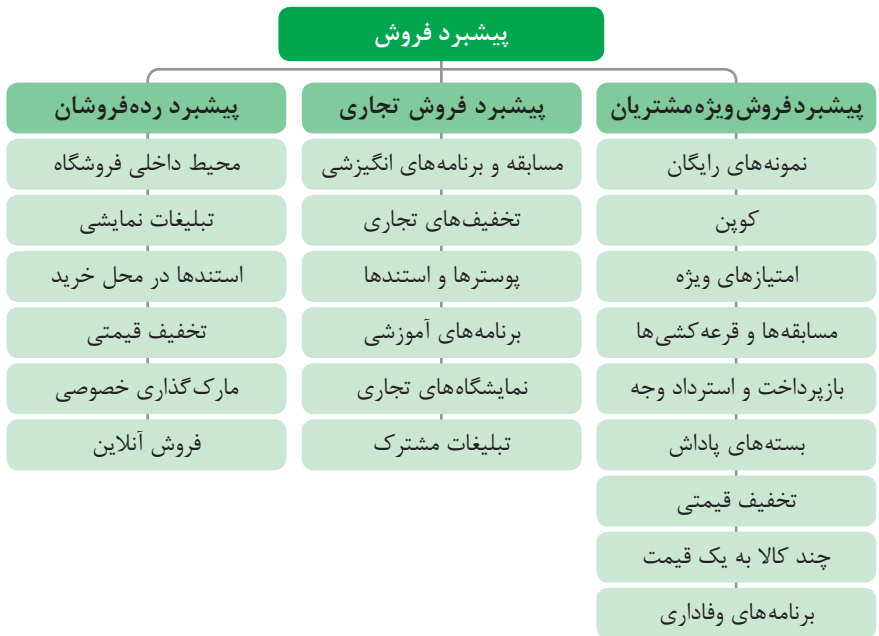 پیشبرد فروش
پیشبردفروش‌ویژه‌مشتریان
نمونه‌های رایگان
کوپن
امتیازهای ویژه
مسابقه‌ها و قرعه‌کشی‌ها
بازپرداخت و استرداد وجه
بسته‌های پاداش
تخفیف قیمتی
چند کالا به یک قیمت
برنامه‌های وفاداری
پیشبرد فروش تجاری
مسابقه و برنامه‌های انگیزشی
تخفیف‌های تجاری
پوسترها و استندها
برنامه‌های آموزشی
نمایشگاه‌های تجاری
تبلیغات مشترک
پیشبرد رده‌فروشان
محیط داخلی فروشگاه
تبلیغات نمایشی
استندها در محل خرید
تخفیف قیمتی
مارک‌گذاری خصوصی
فروش آنلاین